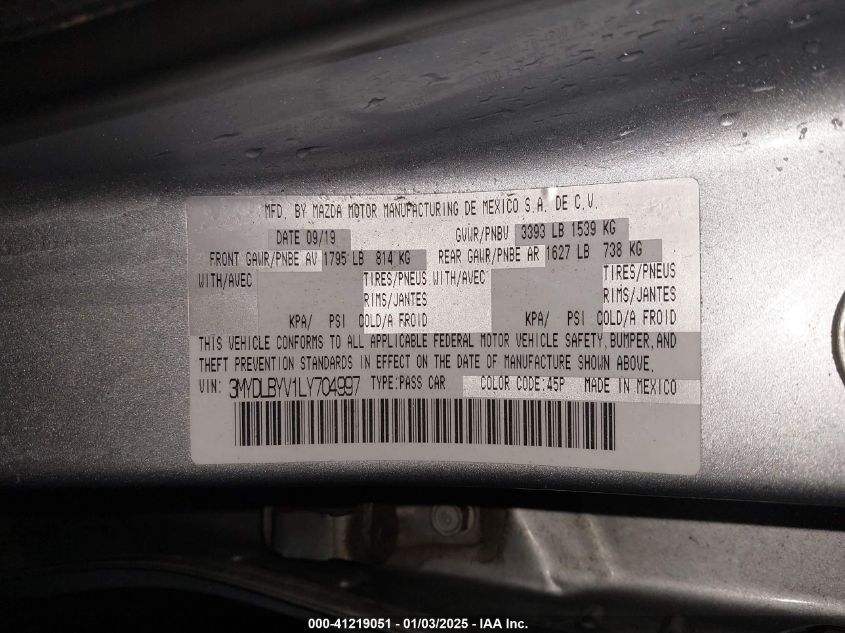 MFD. BY MAZDA MOTOR MANUFACTURING DE MEXICO S.A. DE C.V.
DATE 09/19 GVWR/PNBV 3393 LB 1539 KG
FRONT GAWR/PNBE AV 1795 LB 814 KG REAR GAWR/PNBE AR 1627 LB 738 KG
WITH/AVEC TIRES/PNEUS WITH/AVEC TIRES/PNEUS
RIMS/JANTES RIMS/JANTES
KPA/ PSI COLD/A FROID KPA/ PSI COLD/A FROID
THIS VEHICLE CONFORMS TO ALL APPLICABLE FEDERAL MOTOR VEHICLE SAFETY, BUMPER, AND
THEFT PREVENTION STANDARDS IN EFFECT ON THE DATE OF MANUFACTURE SHOWN ABOVE.
VIN: 3MYDLBYV1LY704997 TYPE: PASS CAR COLOR CODE: 45P MADE IN MEXICO
000-41219051 - 01/03/2025 - IAA Inc.